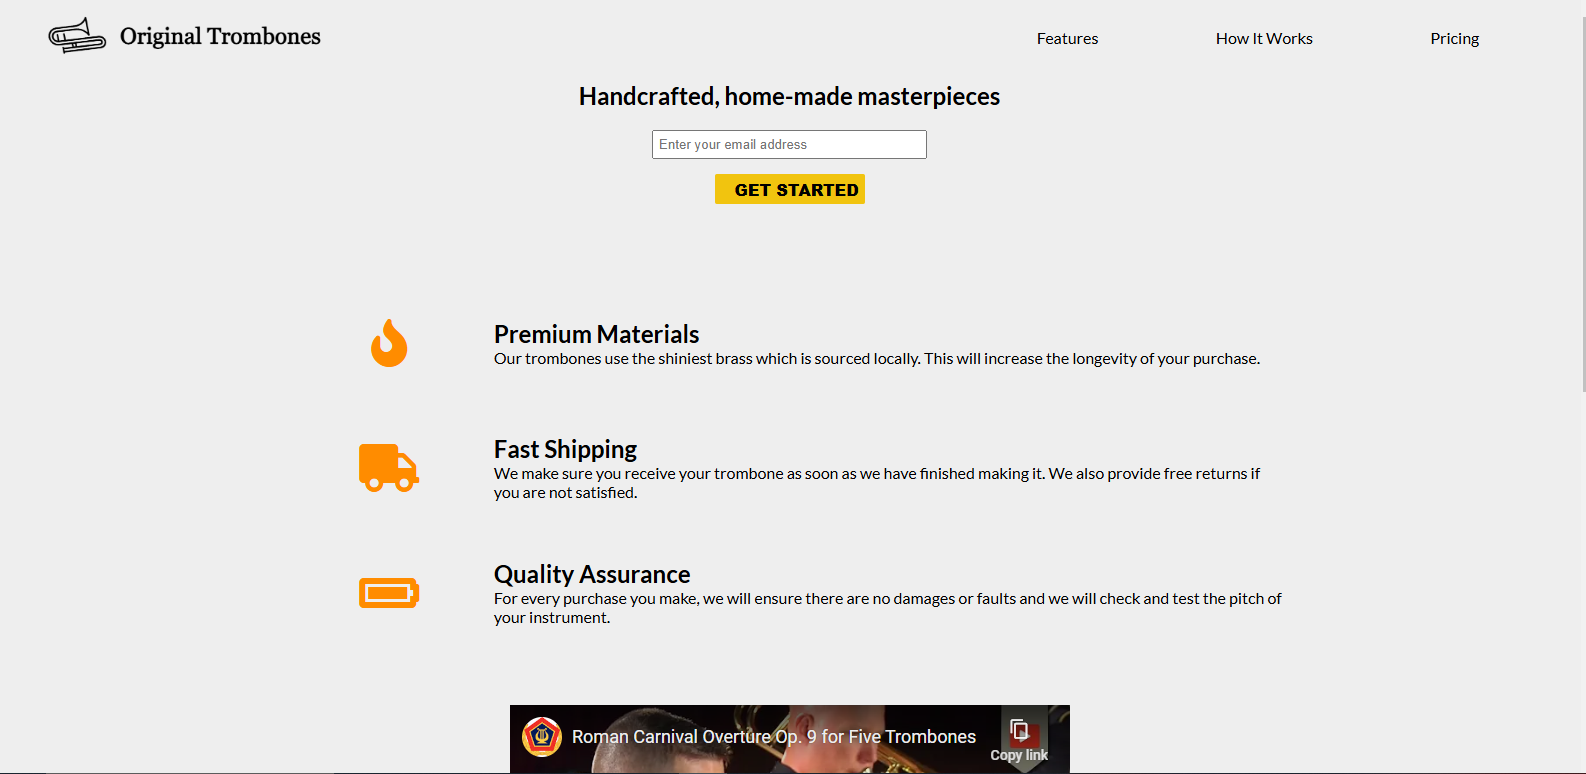 Original Trombones
Features
How It Works
Pricing
Handcrafted, home-made masterpieces
Enter your email address
GET STARTED
Premium Materials
Our trombones use the shiniest brass which is sourced locally. This will increase the longevity of your purchase.
Fast Shipping
We make sure you receive your trombone as soon as we have finished making it. We also provide free returns if
you are not satisfied.
Quality Assurance
For every purchase you make, we will ensure there are no damages or faults and we will check and test the pitch of
your instrument.
Roman Carnival Overture Op. 9 for Five Trombones
Copy link